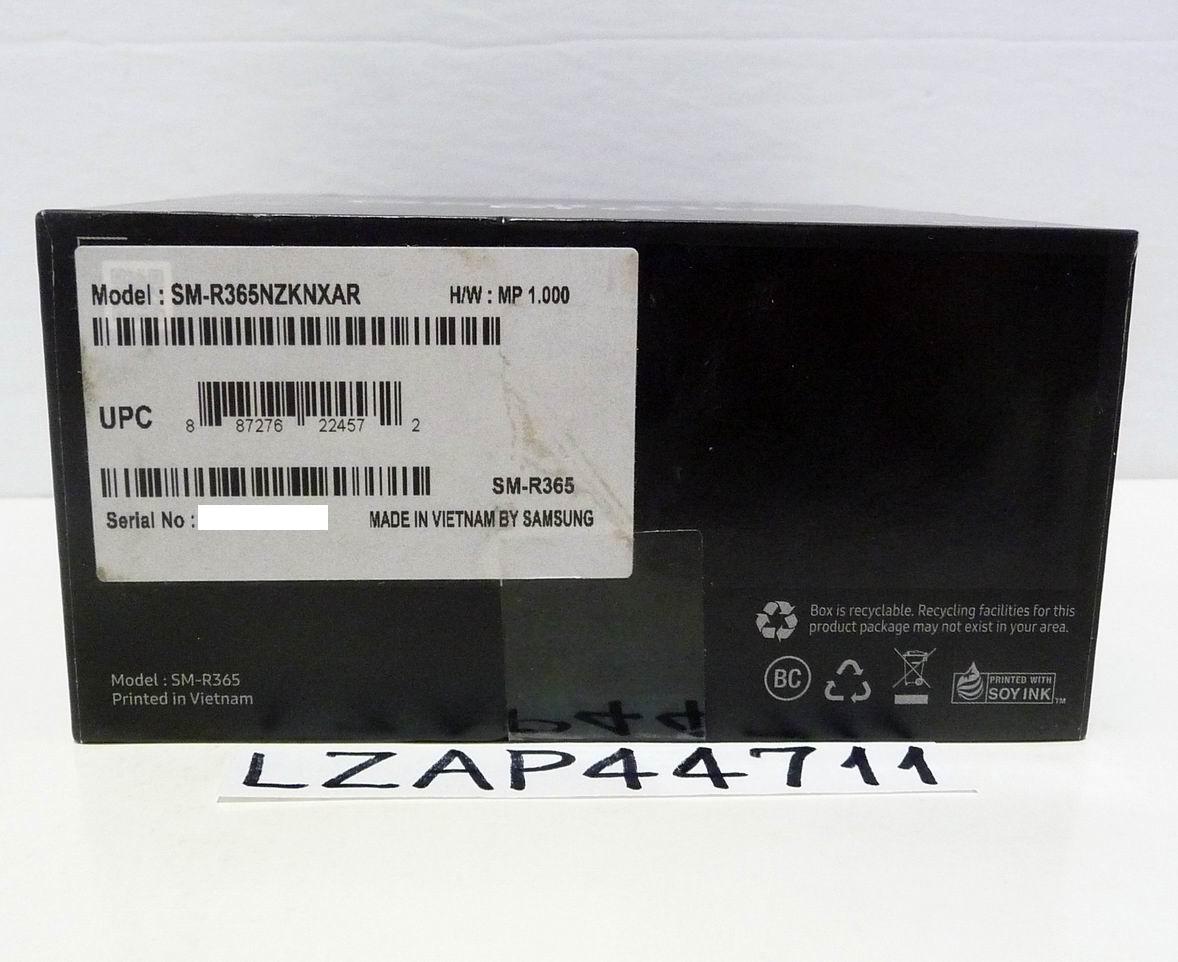 Model : SM-R365NZKNXAR H/W : MP 1.000
UPC 8 87276 22457 2
SM-R365
Serial No : MADE IN VIETNAM BY SAMSUNG
Box is recyclable. Recycling facilities for this
product package may not exist in your area.
BC
PRINTED WITH
SOY INK TM
Model : SM-R365
Printed in Vietnam
LZAP44711